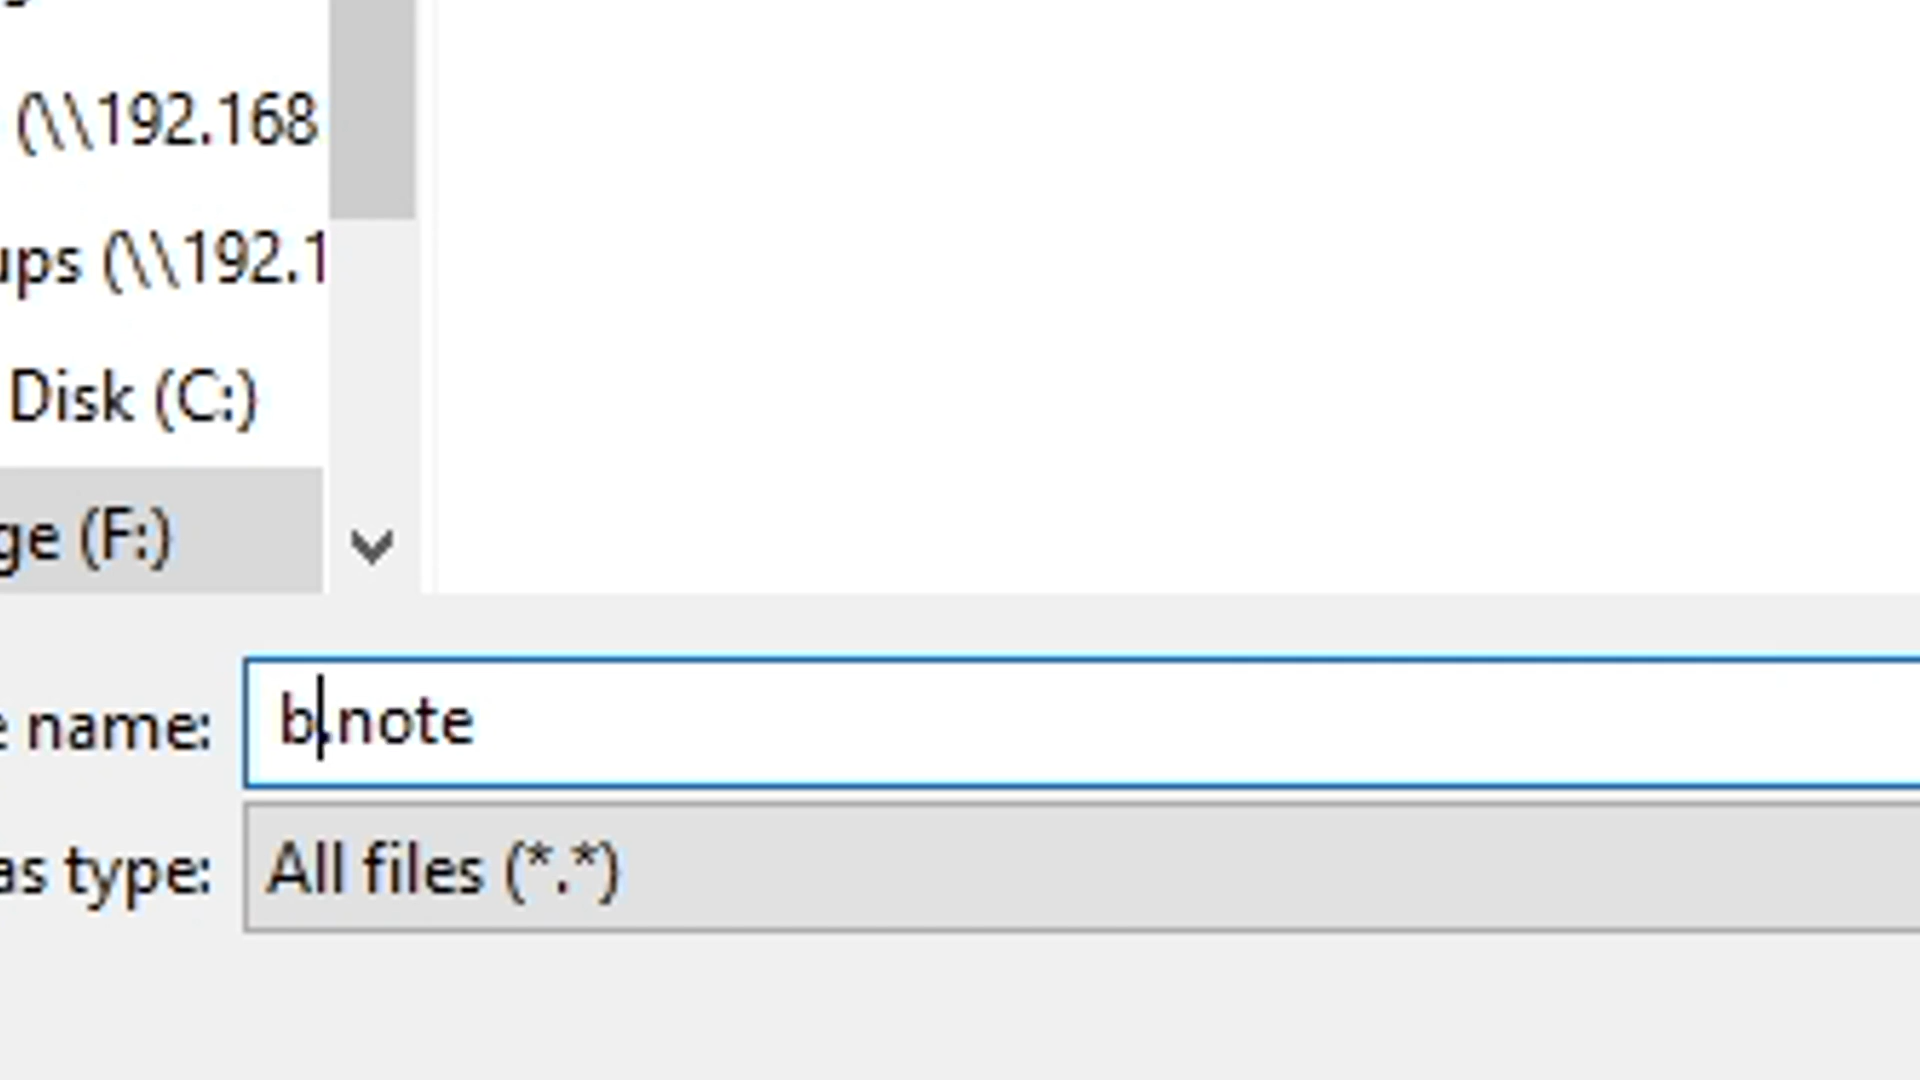 (\\192.168
ups (\\192.1
Disk (C:)
ge (F:)
e name: b.note
as type: All files (*.*)